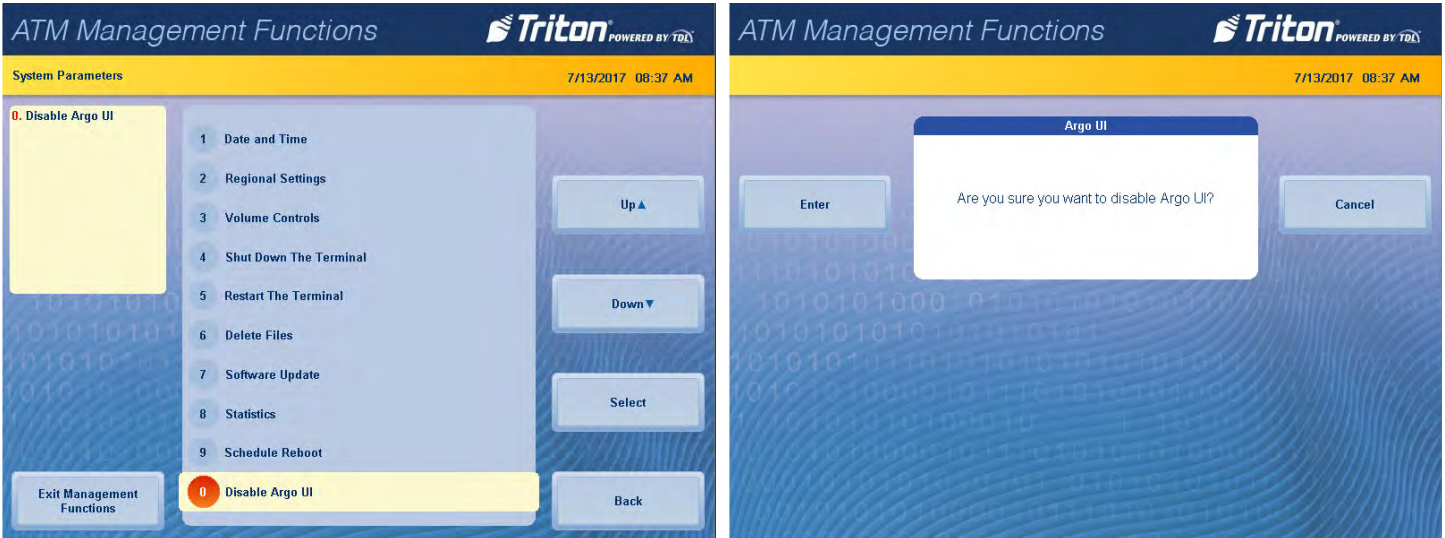 ATM Management Functions
Triton POWERED BY TDL
System Parameters
7/13/2017 08:37 AM
0. Disable Argo UI
1 Date and Time
2 Regional Settings
3 Volume Controls
4 Shut Down The Terminal
5 Restart The Terminal
6 Delete Files
7 Software Update
8 Statistics
9 Schedule Reboot
0 Disable Argo UI
Up▲
Down▼
Select
Back
Exit Management
Functions
ATM Management Functions
Triton POWERED BY TDL
7/13/2017 08:37 AM
Argo UI
Are you sure you want to disable Argo UI?
Enter
Cancel